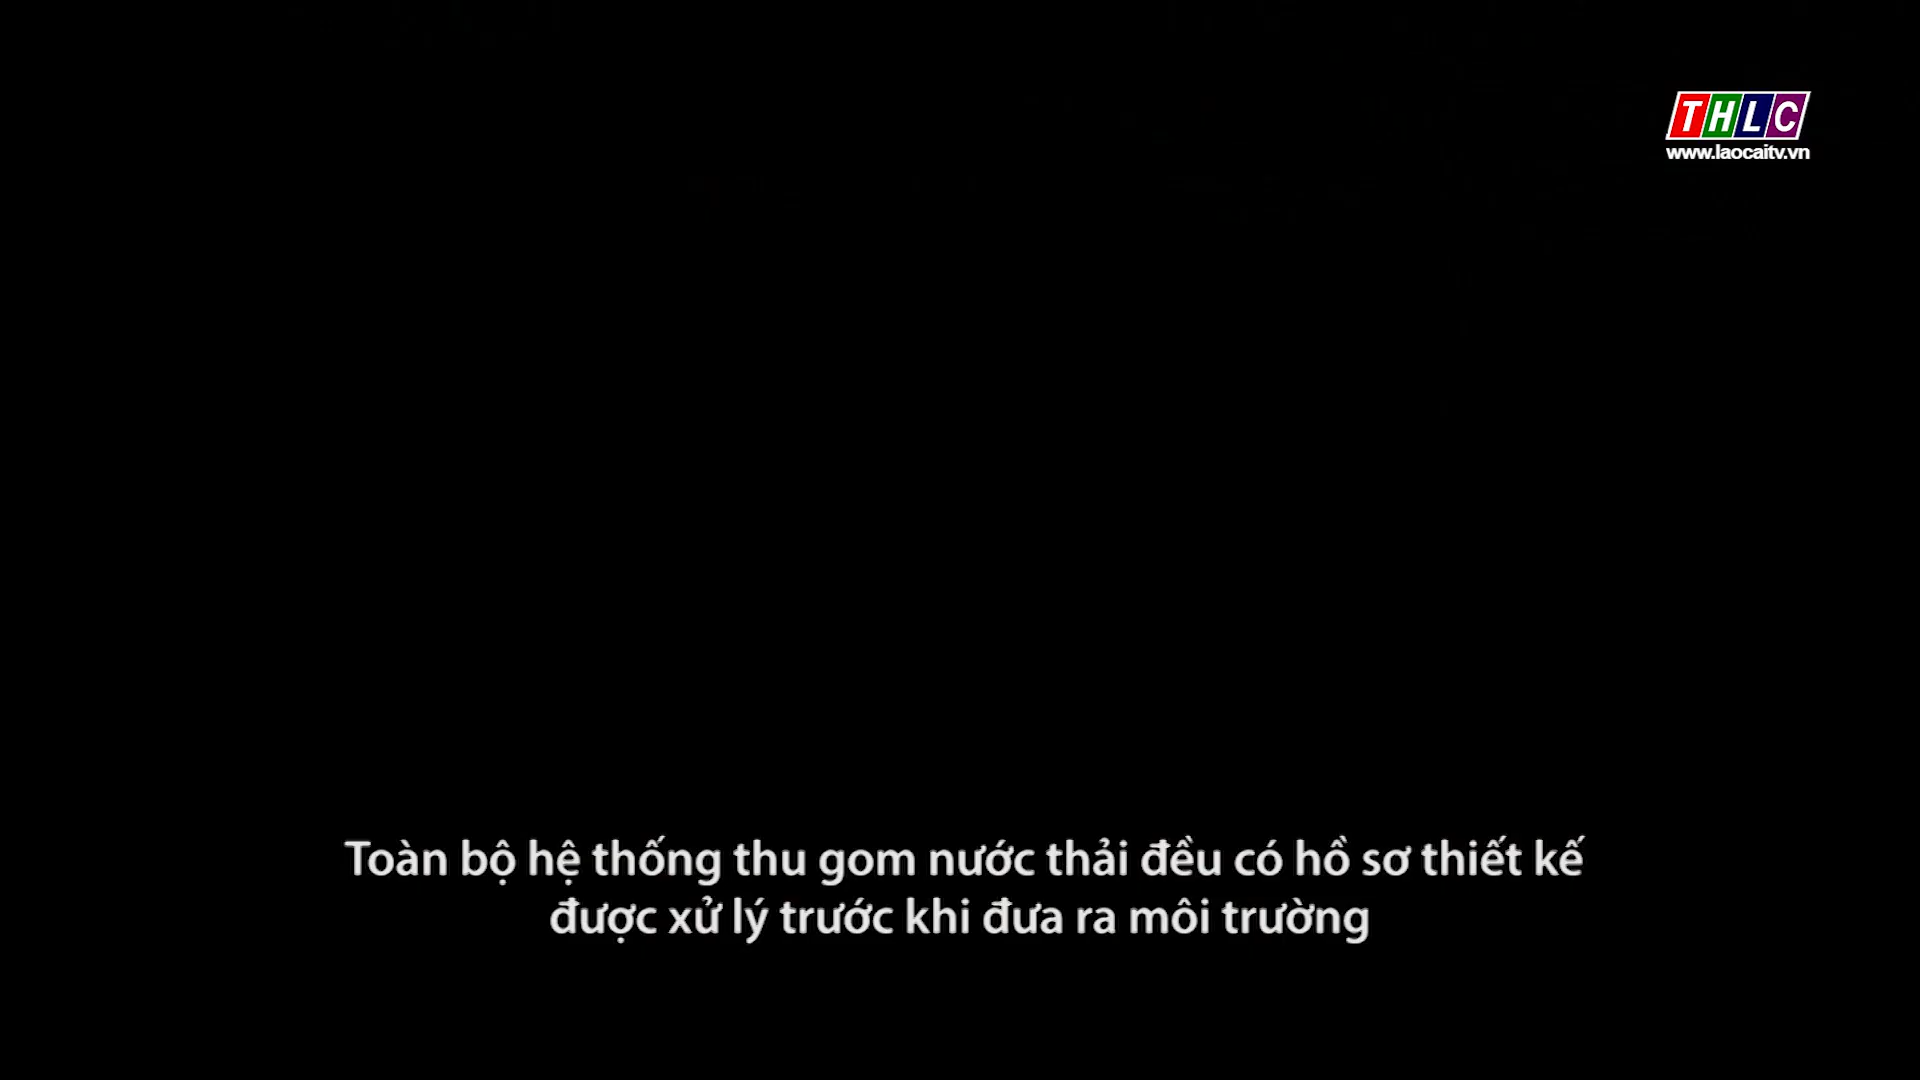 THLC
www.laocaitv.vn
Toàn bộ hệ thống thu gom nước thải đều có hồ sơ thiết kế
được xử lý trước khi đưa ra môi trường